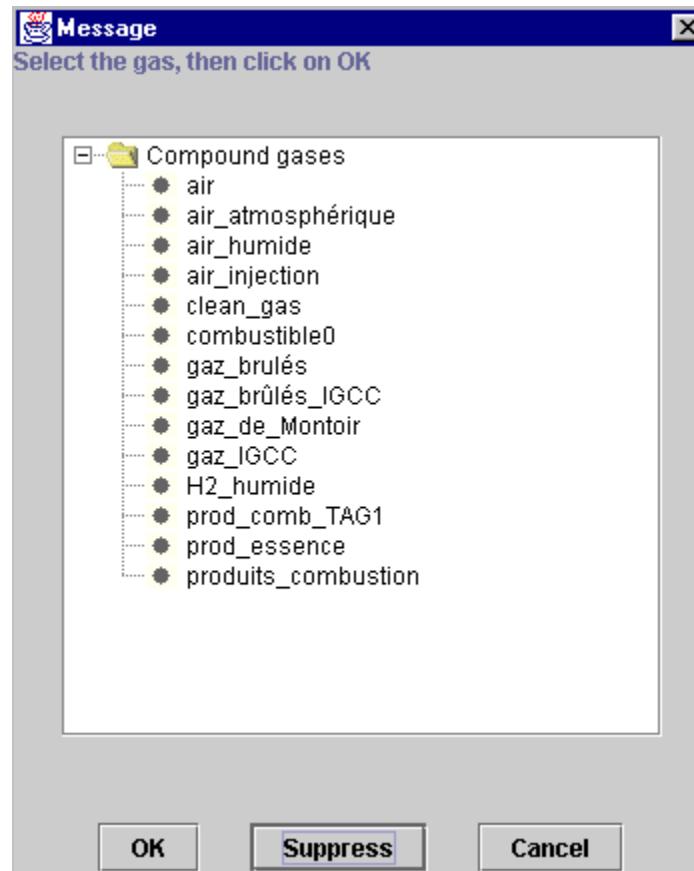 Message
Select the gas, then click on OK
Compound gases
air
air_atmosphérique
air_humide
air_injection
clean_gas
combustible0
gaz_brulés
gaz_brûlés_IGCC
gaz_de_Montoir
gaz_IGCC
H2_humide
prod_comb_TAG1
prod_essence
produits_combustion
OK Suppress Cancel